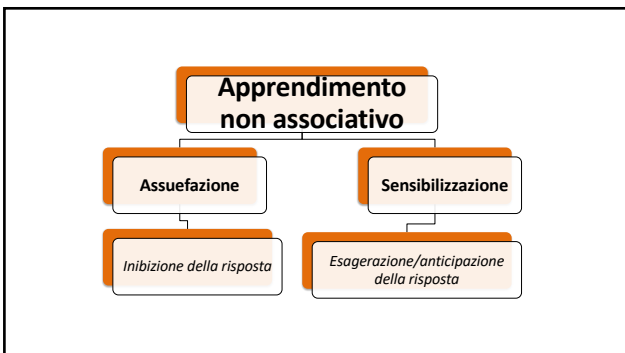 Apprendimento
non associativo
Assuefazione
Sensibilizzazione
Inibizione della risposta
Esagerazione/anticipazione
della risposta